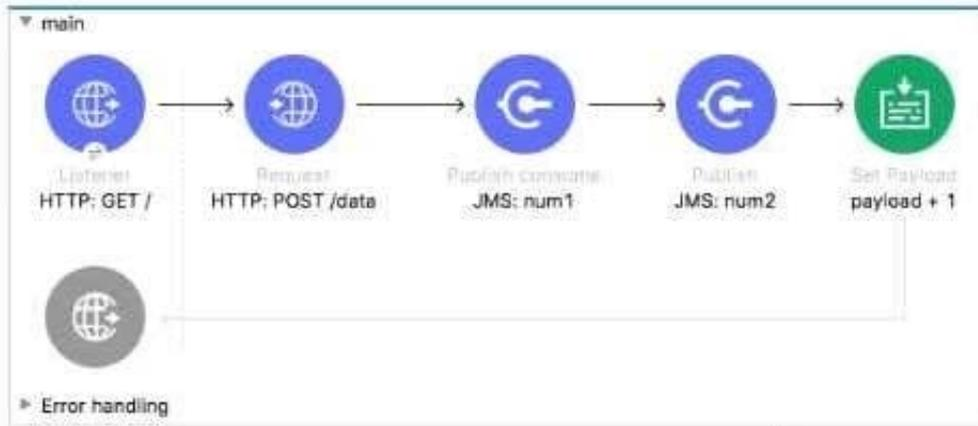 main
Listener
Request
Publish consume
Publish
Set Payload
HTTP: GET /
HTTP: POST /data
JMS: num1
JMS: num2
payload + 1
Error handling